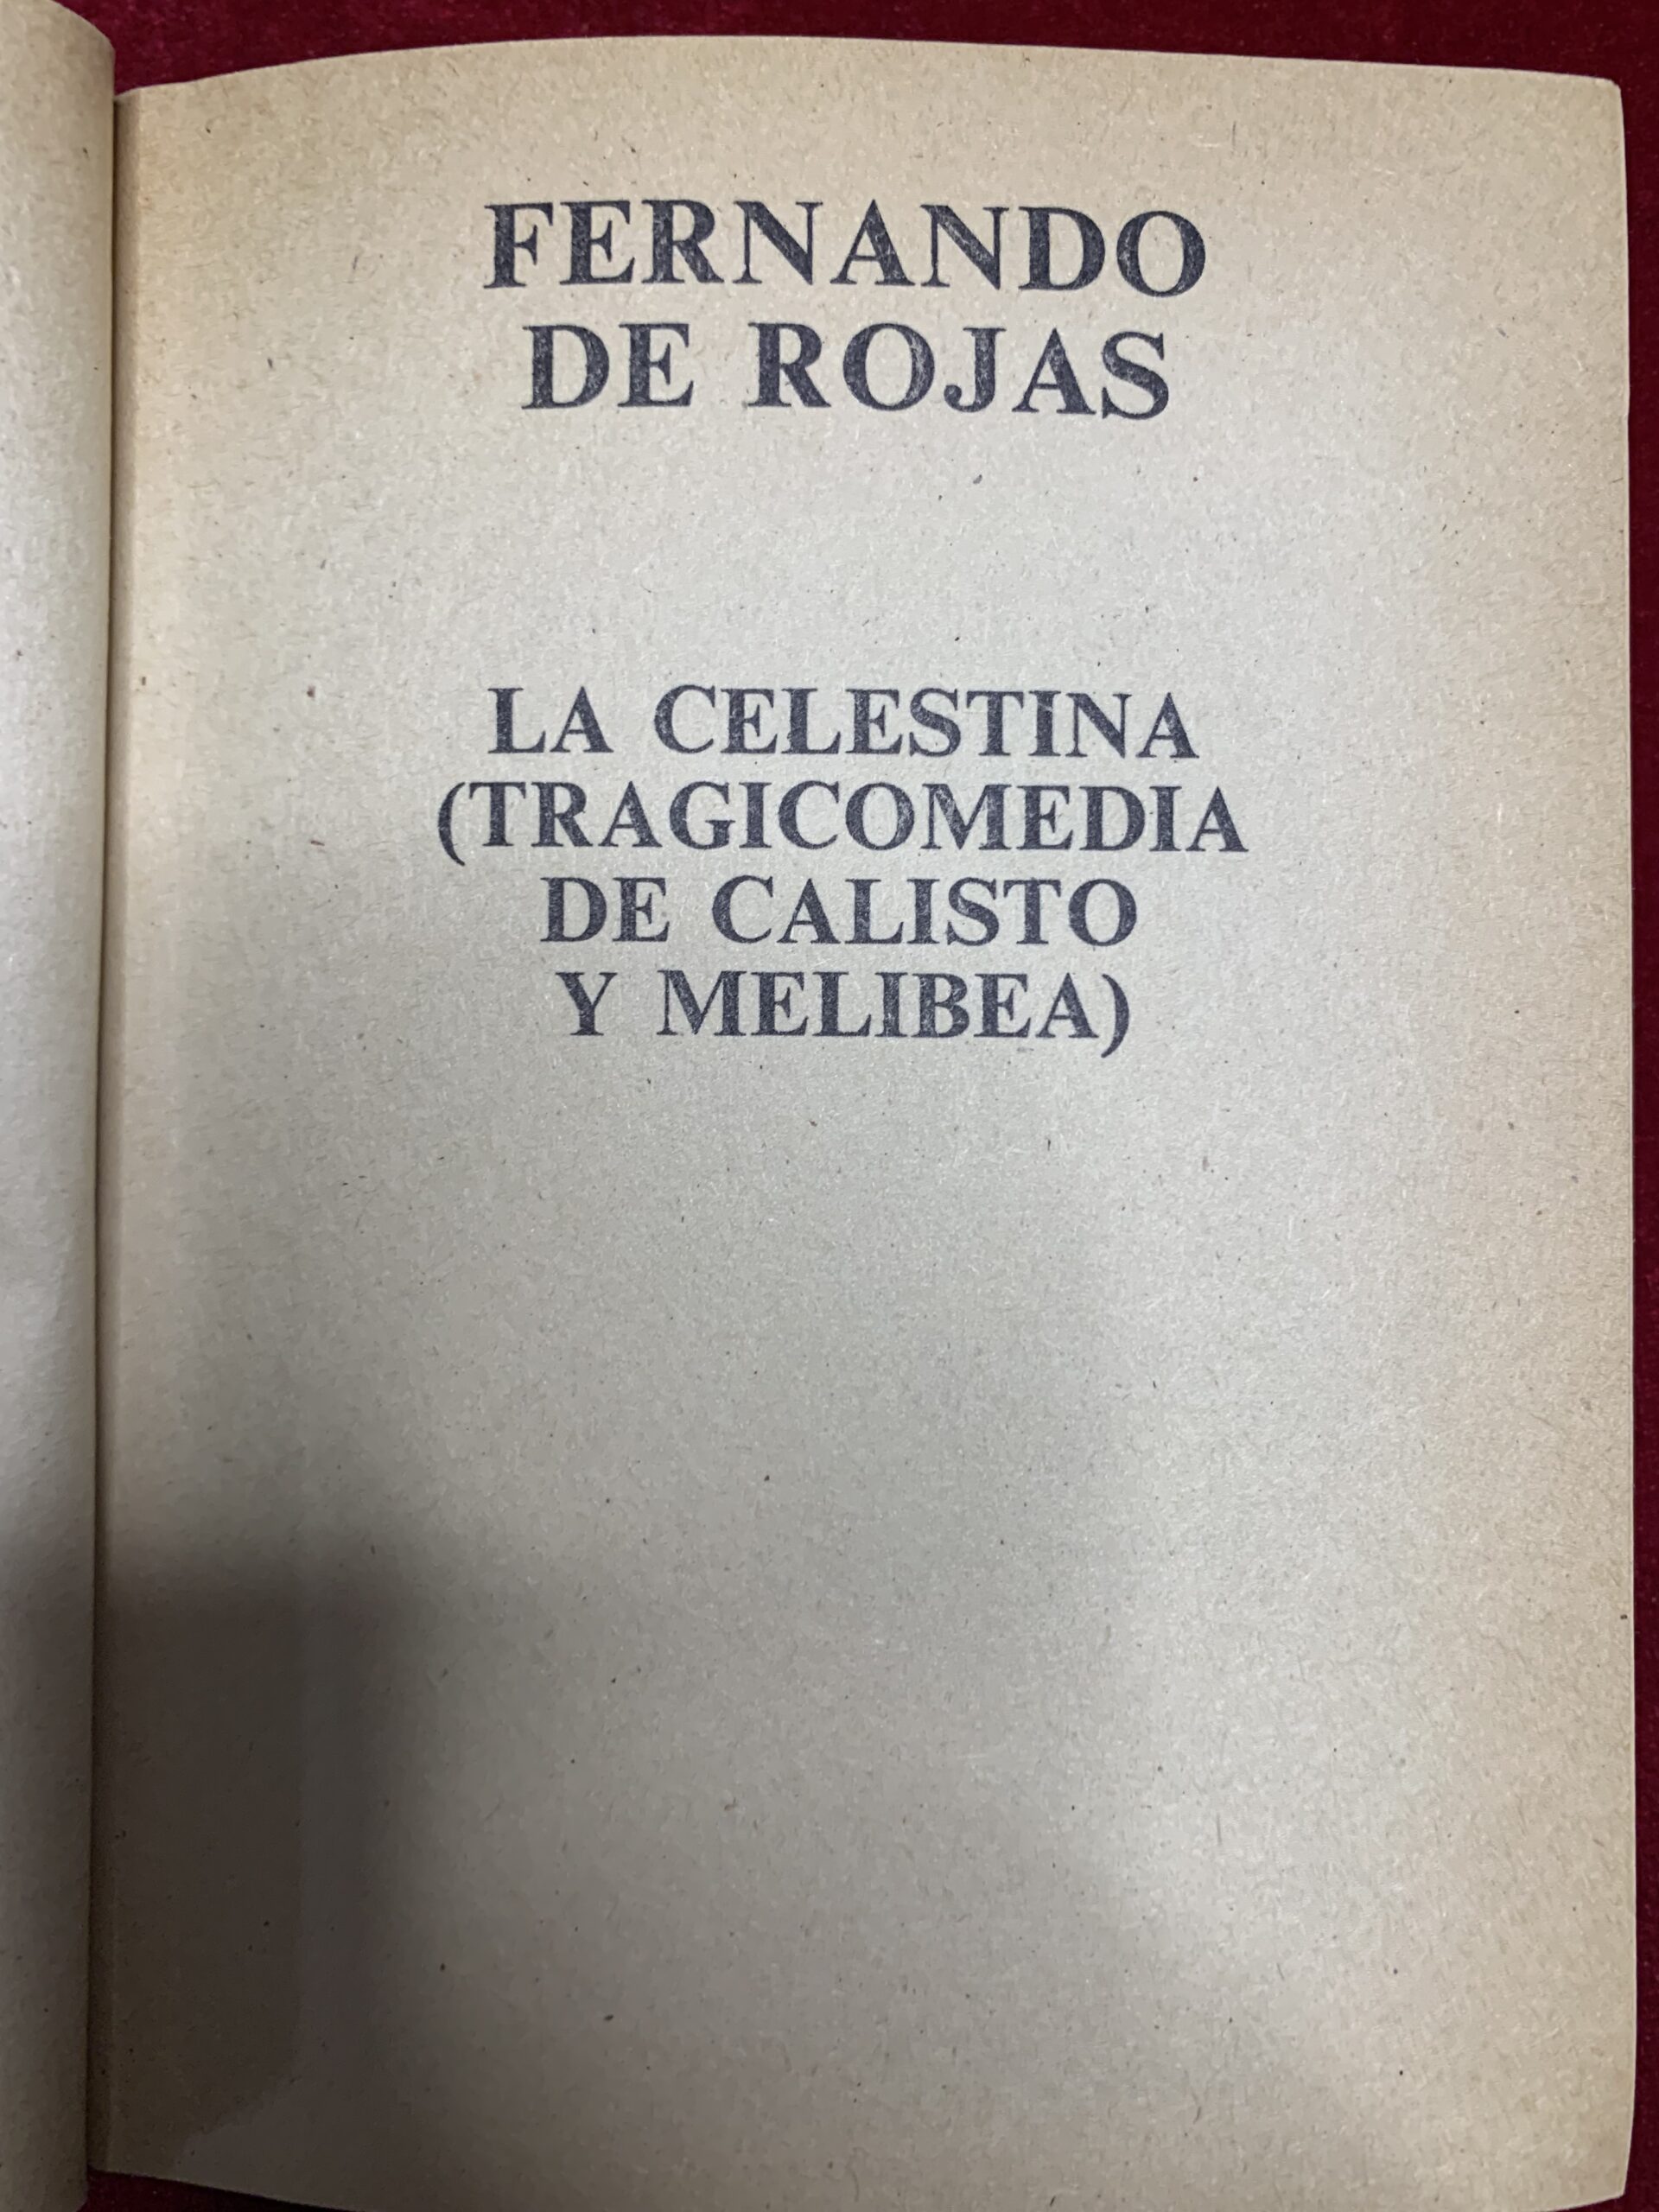 FERNANDO
DE ROJAS
LA CELESTINA
(TRAGICOMEDIA
DE CALISTO
Y MELIBEA)